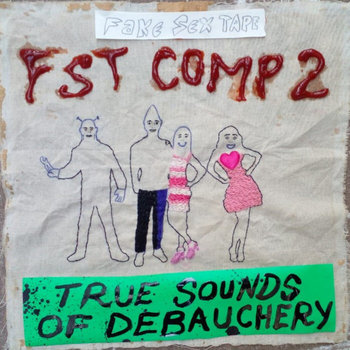 FaKe Sex TAPE
FST COMP 2
TRUE SOUNDS
OF DEBAUCHERY